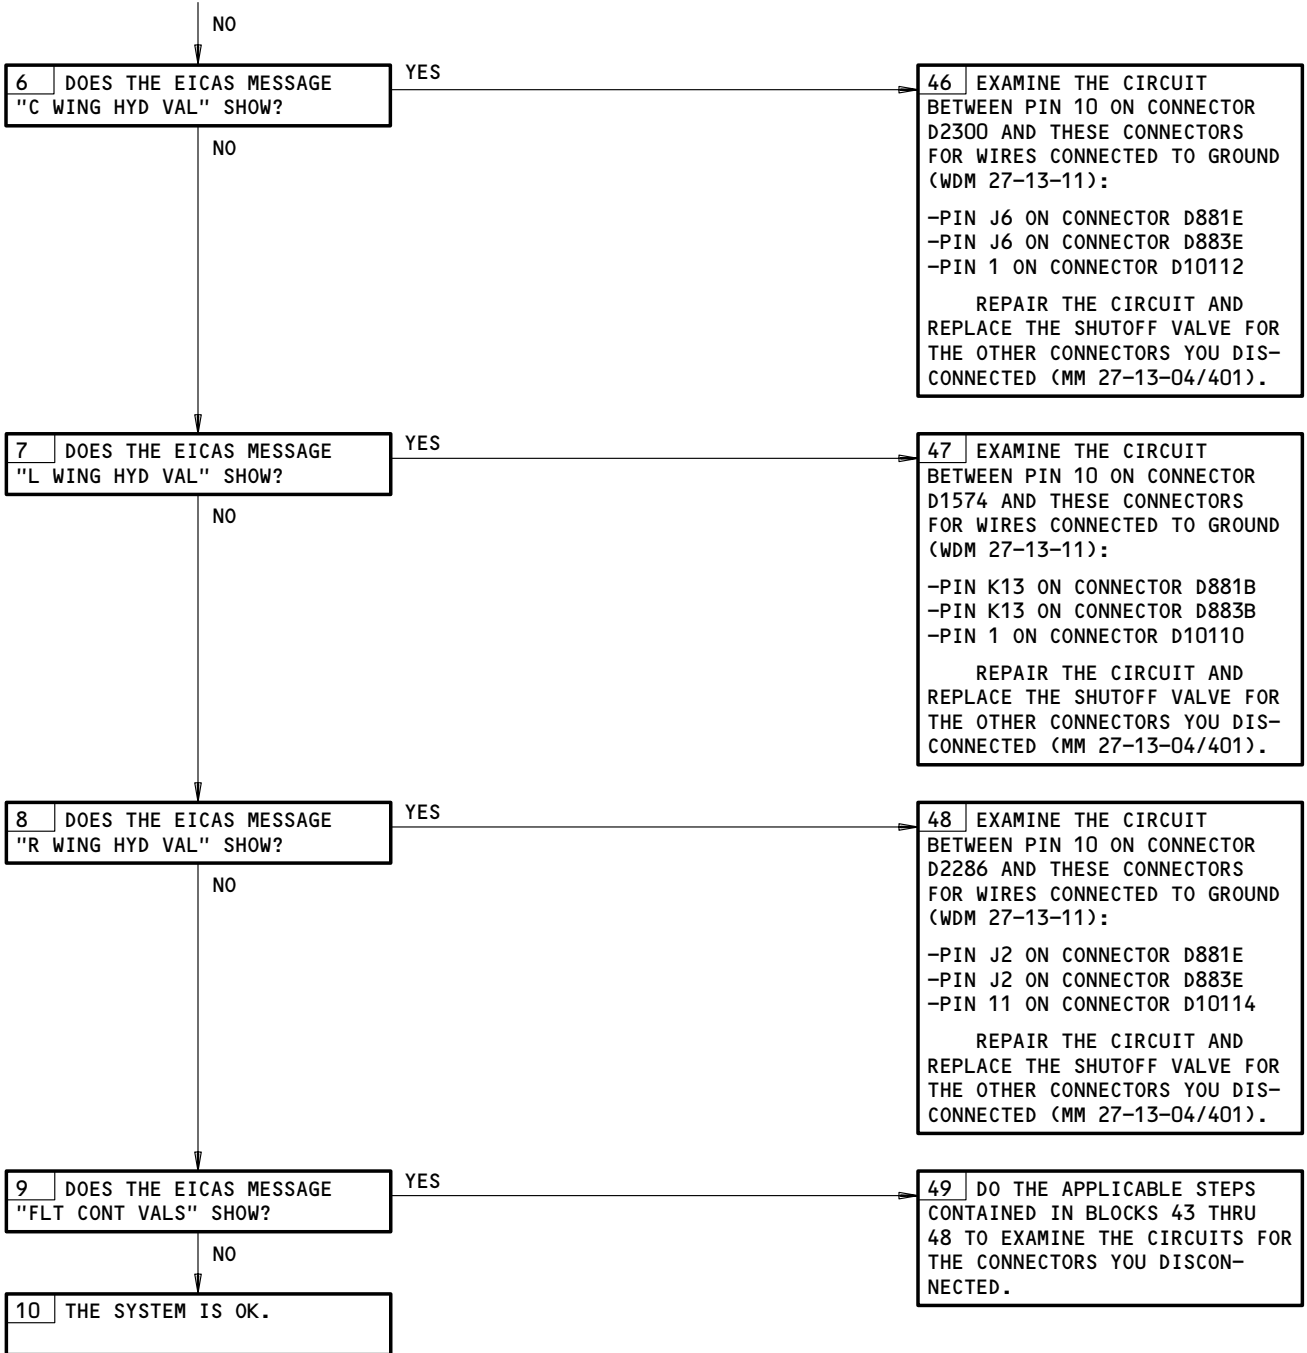 NO
6 DOES THE EICAS MESSAGE
"C WING HYD VAL" SHOW?
YES
NO
46 EXAMINE THE CIRCUIT
BETWEEN PIN 10 ON CONNECTOR
D2300 AND THESE CONNECTORS
FOR WIRES CONNECTED TO GROUND
(WDM 27-13-11):
-PIN J6 ON CONNECTOR D881E
-PIN J6 ON CONNECTOR D883E
-PIN 1 ON CONNECTOR D10112
REPAIR THE CIRCUIT AND
REPLACE THE SHUTOFF VALVE FOR
THE OTHER CONNECTORS YOU DIS-
CONNECTED (MM 27-13-04/401).
7 DOES THE EICAS MESSAGE
"L WING HYD VAL" SHOW?
YES
NO
47 EXAMINE THE CIRCUIT
BETWEEN PIN 10 ON CONNECTOR
D1574 AND THESE CONNECTORS
FOR WIRES CONNECTED TO GROUND
(WDM 27-13-11):
-PIN K13 ON CONNECTOR D881B
-PIN K13 ON CONNECTOR D883B
-PIN 1 ON CONNECTOR D10110
REPAIR THE CIRCUIT AND
REPLACE THE SHUTOFF VALVE FOR
THE OTHER CONNECTORS YOU DIS-
CONNECTED (MM 27-13-04/401).
8 DOES THE EICAS MESSAGE
"R WING HYD VAL" SHOW?
YES
NO
48 EXAMINE THE CIRCUIT
BETWEEN PIN 10 ON CONNECTOR
D2286 AND THESE CONNECTORS
FOR WIRES CONNECTED TO GROUND
(WDM 27-13-11):
-PIN J2 ON CONNECTOR D881E
-PIN J2 ON CONNECTOR D883E
-PIN 11 ON CONNECTOR D10114
REPAIR THE CIRCUIT AND
REPLACE THE SHUTOFF VALVE FOR
THE OTHER CONNECTORS YOU DIS-
CONNECTED (MM 27-13-04/401).
9 DOES THE EICAS MESSAGE
"FLT CONT VALS" SHOW?
YES
NO
49 DO THE APPLICABLE STEPS
CONTAINED IN BLOCKS 43 THRU
48 TO EXAMINE THE CIRCUITS FOR
THE CONNECTORS YOU DISCON-
NECTED.
10 THE SYSTEM IS OK.